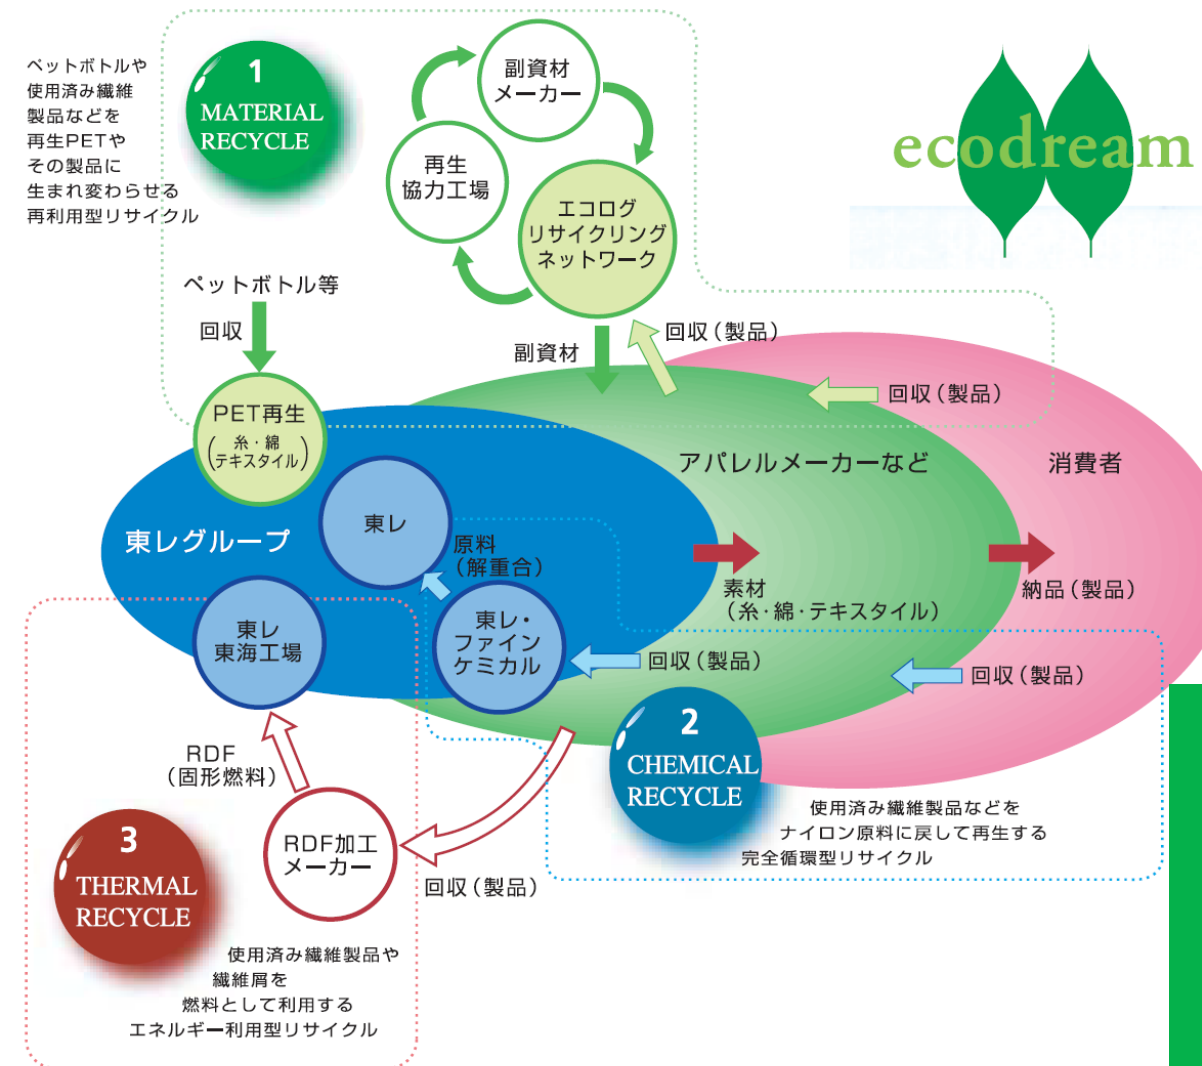 ペットボトルや
使用済み繊維
製品などを
再生PETや
その製品に
生まれ変わらせる
再利用型リサイクル
1
MATERIAL
RECYCLE
副資材
メーカー
再生
協力工場
エコログ
リサイクリング
ネットワーク
ecodream
ペットボトル等
回収
副資材
回収(製品)
回収(製品)
PET再生
(糸・綿
テキスタイル)
アパレルメーカーなど
消費者
東レグループ
東レ
原料
(解重合)
素材
(糸・綿・テキスタイル)
納品(製品)
東レ
東海工場
東レ・
ファイン
ケミカル
回収(製品)
回収(製品)
2
CHEMICAL
RECYCLE
使用済み繊維製品などを
ナイロン原料に戻して再生する
完全循環型リサイクル
RDF
(固形燃料)
RDF加工
メーカー
回収(製品)
3
THERMAL
RECYCLE
使用済み繊維製品や
繊維屑を
燃料として利用する
エネルギー利用型リサイクル